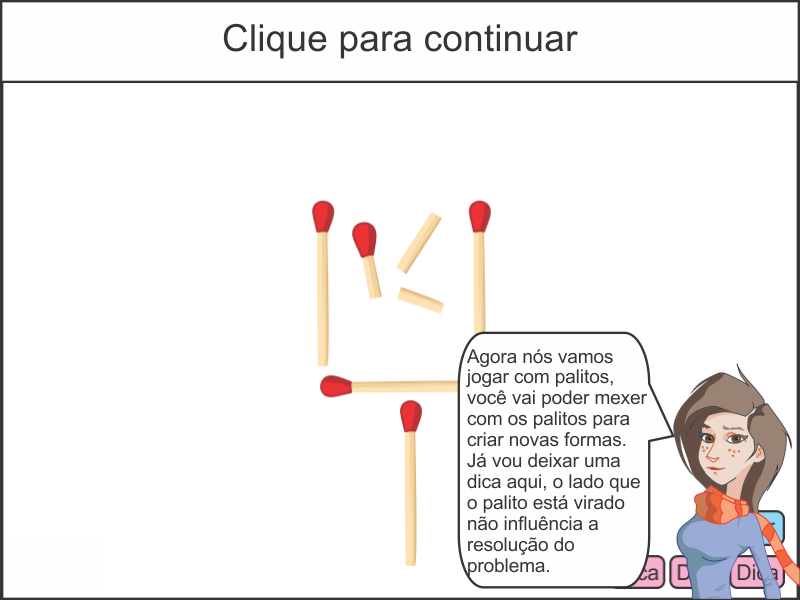 Clique para continuar
Agora nós vamos
jogar com palitos,
você vai poder mexer
com os palitos para
criar novas formas.
Já vou deixar uma
dica aqui, o lado que
o palito está virado
não influência a
resolução do
problema.
Dica